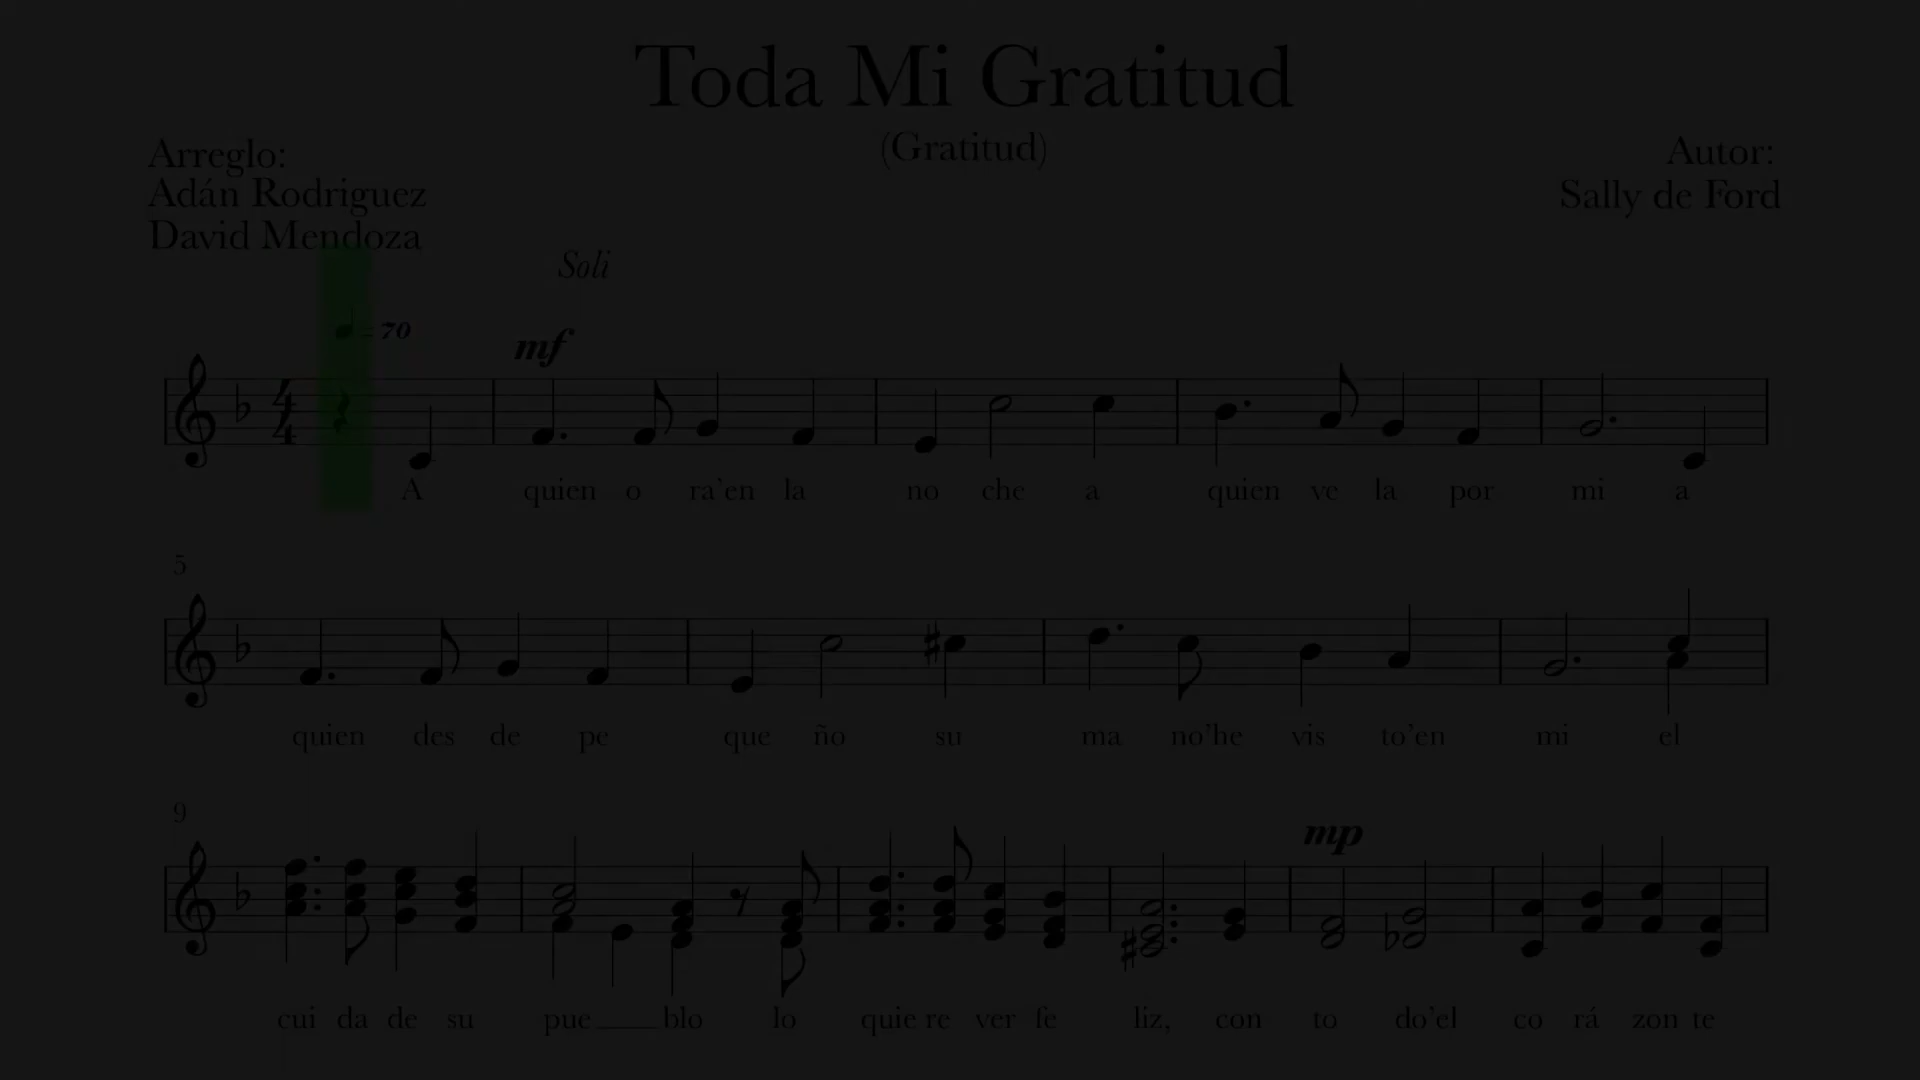 Toda Mi Gratitud
(Gratitud)
Arreglo:
Adán Rodriguez
David Mendoza
Autor:
Sally de Ford
Soli
= 70
mf
4
4
A quien o ra'en la no che a quien ve la por mi a
5
quien des de pe que ño su ma no'he vis to'en mi el
9
mp
cui da de su pue____blo lo quie re ver fe liz, con to do'el co rá zon te